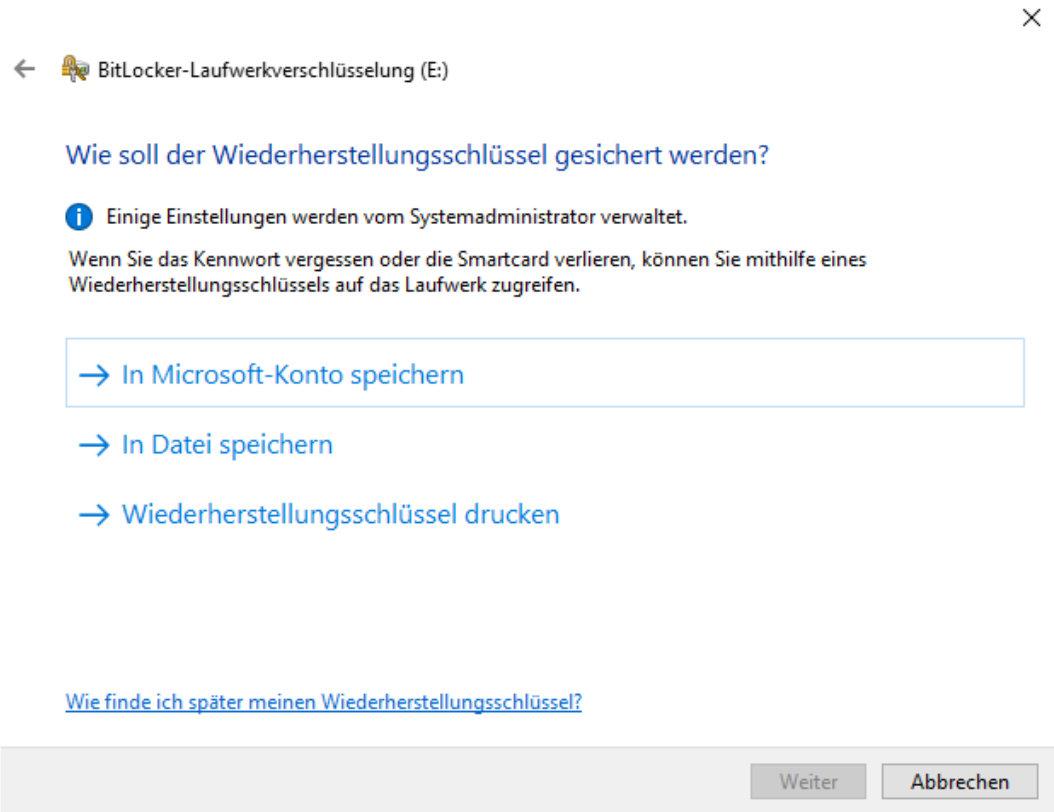 BitLocker-Laufwerkverschlüsselung (E:)
Wie soll der Wiederherstellungsschlüssel gesichert werden?
Einige Einstellungen werden vom Systemadministrator verwaltet.
Wenn Sie das Kennwort vergessen oder die Smartcard verlieren, können Sie mithilfe eines
Wiederherstellungsschlüssels auf das Laufwerk zugreifen.
In Microsoft-Konto speichern
In Datei speichern
Wiederherstellungsschlüssel drucken
Wie finde ich später meinen Wiederherstellungsschlüssel?
Weiter
Abbrechen